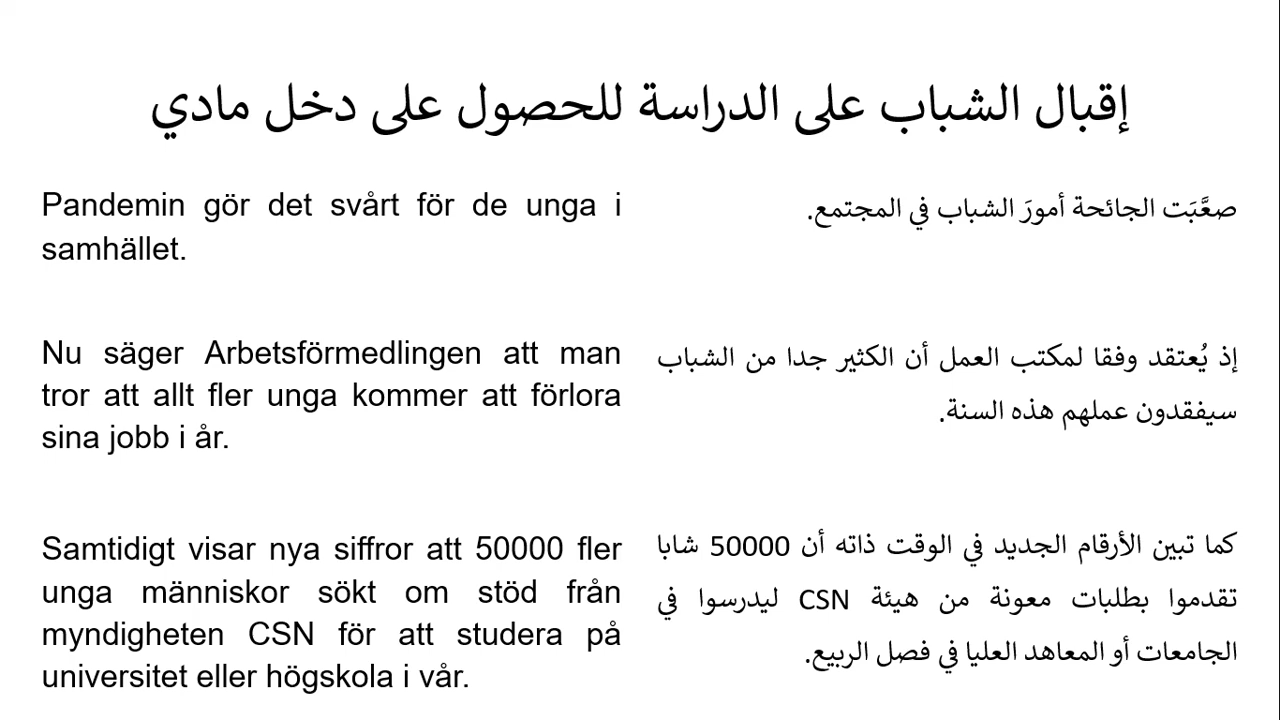 إقبال الشباب على الدراسة للحصول على دخل مادي
Pandemin gör det svårt för de unga i
samhället.
صعَّبَت الجائحة أمورَ الشباب في المجتمع.
Nu säger Arbetsförmedlingen att man
tror att allt fler unga kommer att förlora
sina jobb i år.
إذ يُعتقد وفقا لمكتب العمل أن الكثير جدا من الشباب
سيفقدون عملهم هذه السنة.
Samtidigt visar nya siffror att 50000 fler
unga människor sökt om stöd från
myndigheten CSN för att studera på
universitet eller högskola i vår.
كما تبين الأرقام الجديد في الوقت ذاته أن 50000 شابا
تقدموا بطلبات معونة من هيئة CSN ليدرسوا في
الجامعات أو المعاهد العليا في فصل الربيع.